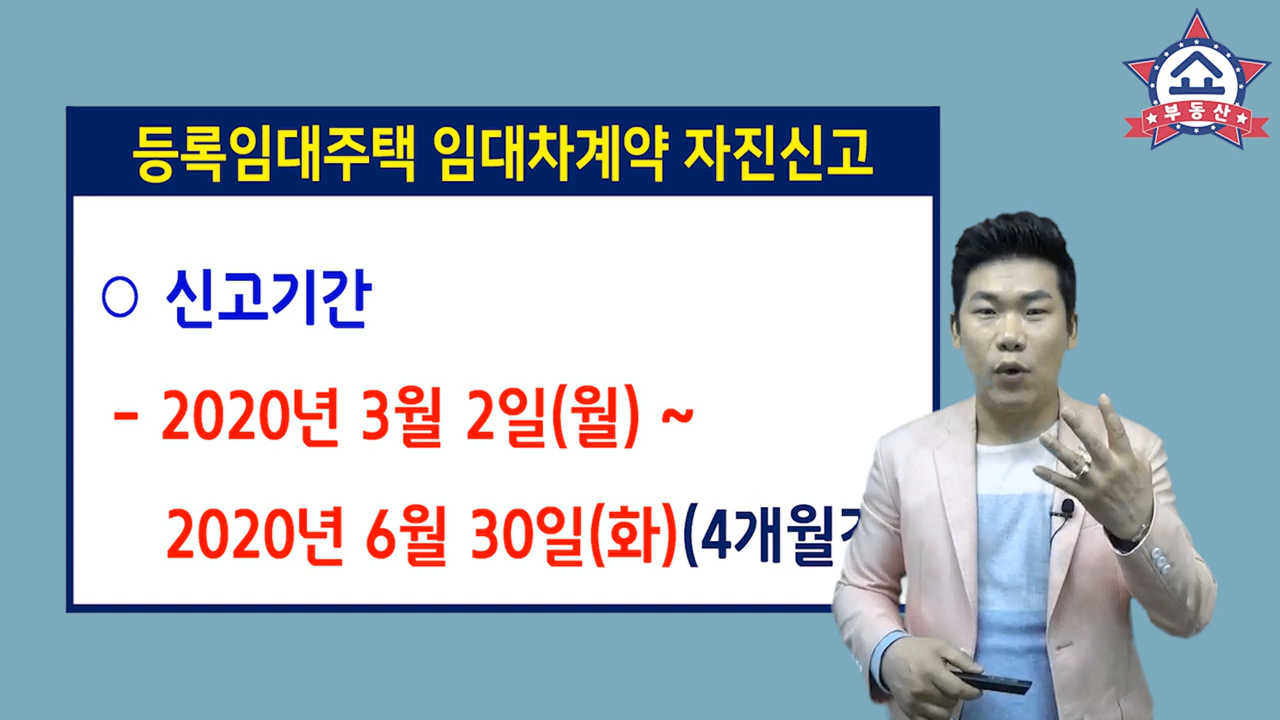 부동산
등록임대주택 임대차계약 자진신고
○ 신고기간
- 2020년 3월 2일(월) ~
2020년 6월 30일(화)(4개월